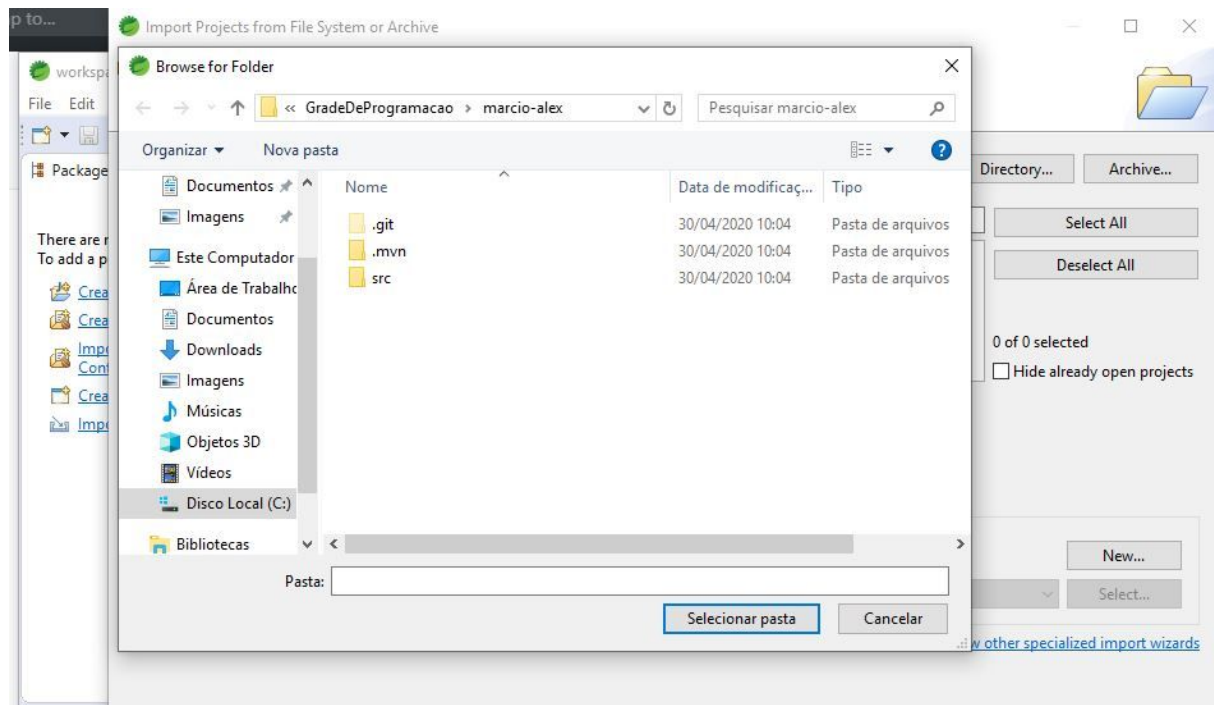 p to...
Import Projects from File System or Archive
workspa
File Edit
Package
There are r
To add a p
Crea
Crea
Impo
Cont
Crea
Impo
Browse for Folder
« GradeDeProgramacao › marcio-alex
Pesquisar marcio-alex
Organizar
Nova pasta
Documentos
Imagens
Este Computador
Área de Trabalho
Documentos
Downloads
Imagens
Músicas
Objetos 3D
Vídeos
Disco Local (C:)
Bibliotecas
Nome Data de modificaç... Tipo
.git 30/04/2020 10:04 Pasta de arquivos
.mvn 30/04/2020 10:04 Pasta de arquivos
src 30/04/2020 10:04 Pasta de arquivos
Pasta:
Selecionar pasta
Cancelar
Directory...
Archive...
Select All
Deselect All
0 of 0 selected
Hide already open projects
New...
Select...
w other specialized import wizards